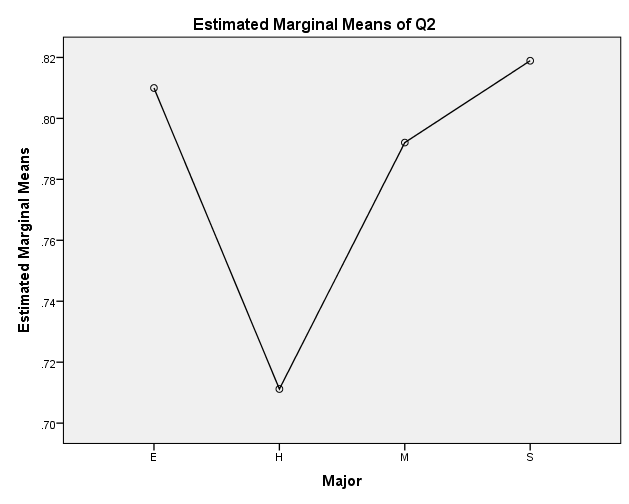 Estimated Marginal Means of Q2
Estimated Marginal Means
.82
.80
.78
.76
.74
.72
.70
E H M S
Major